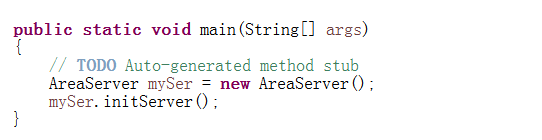 public static void main(String[] args)
{
    // TODO Auto-generated method stub
    AreaServer mySer = new AreaServer();
    mySer.initServer();
}